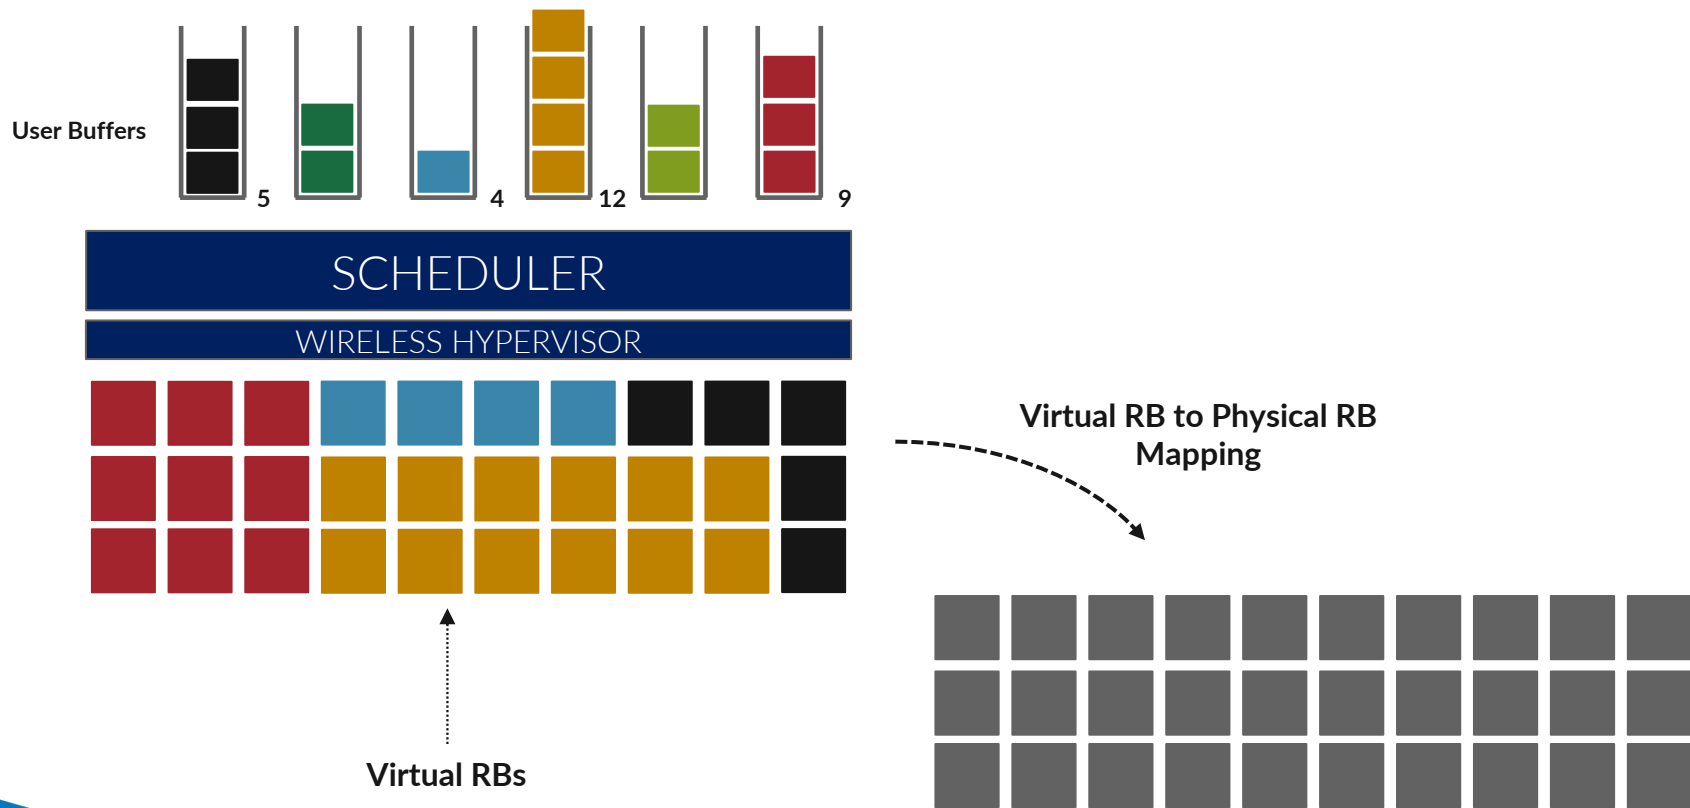 User Buffers
5
4
12
9
SCHEDULER
WIRELESS HYPERVISOR
Virtual RB to Physical RB
Mapping
Virtual RBs